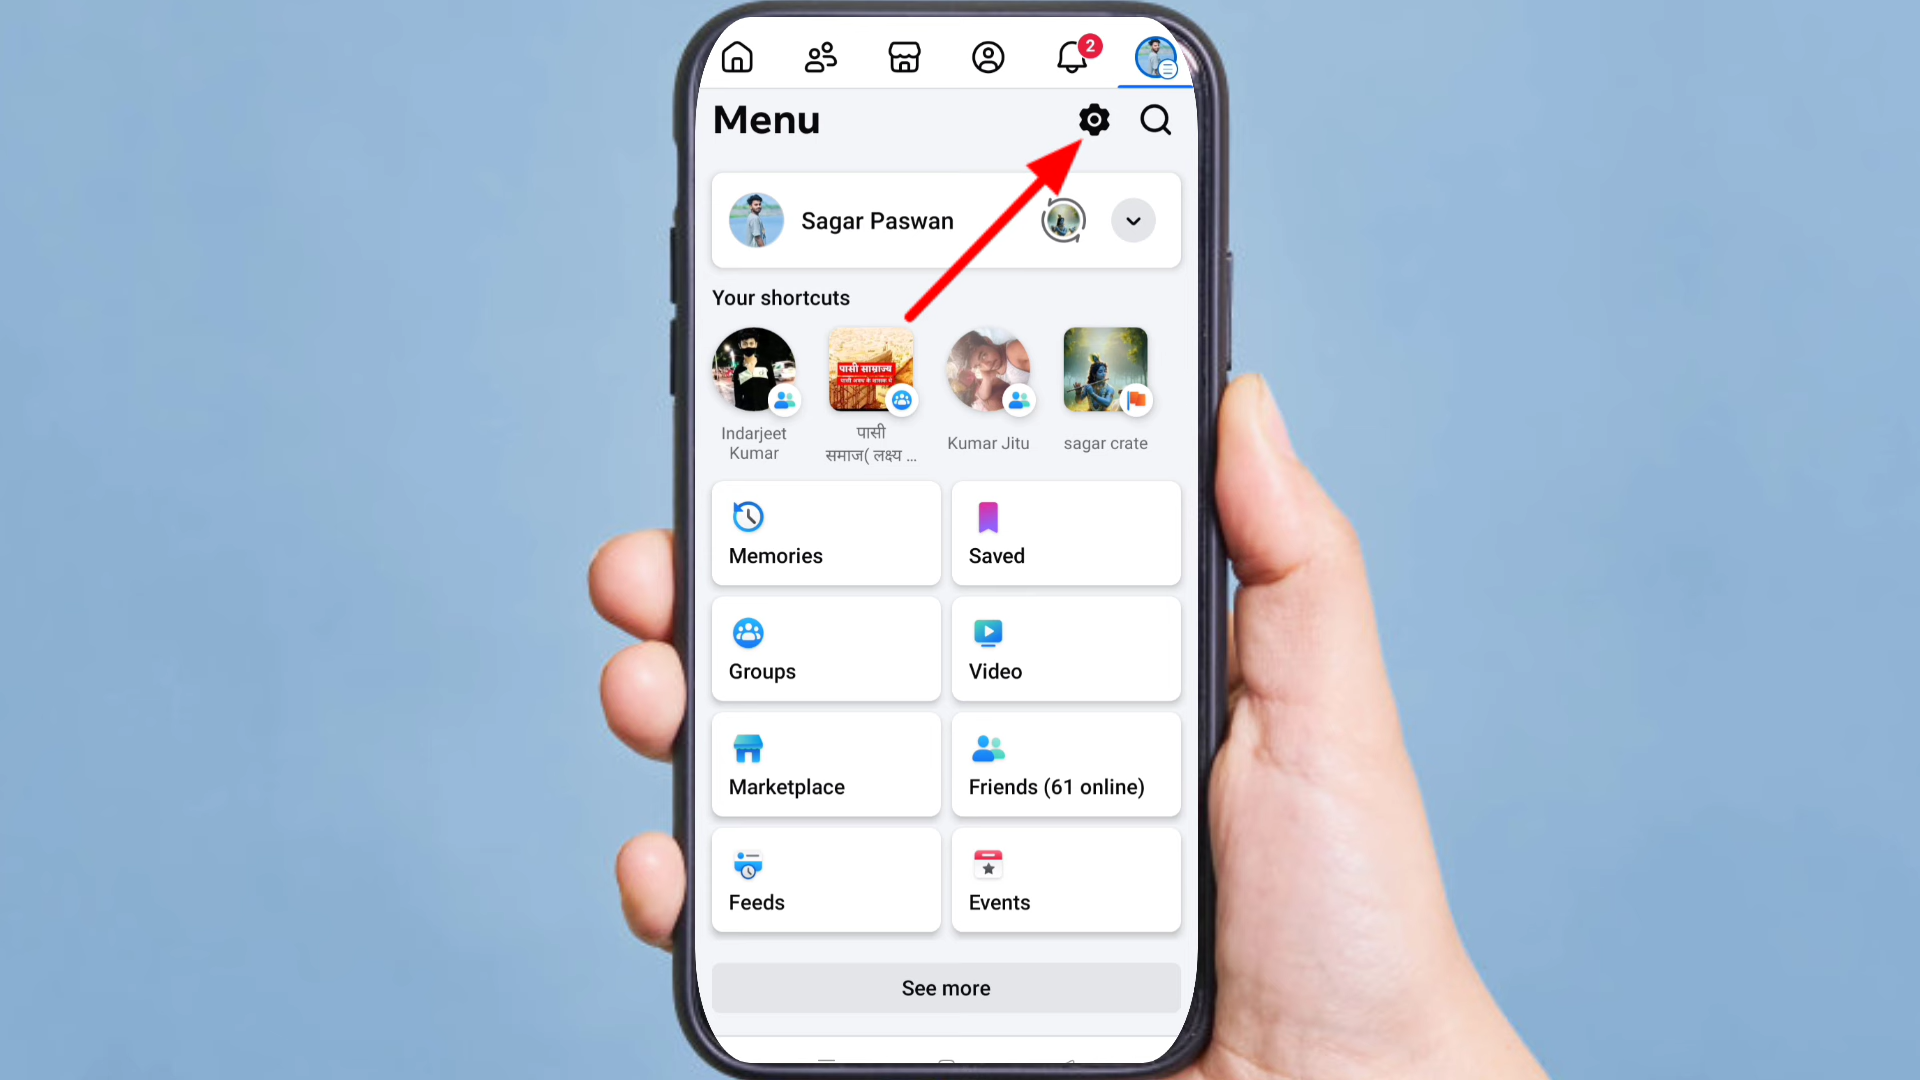 2
Menu
Sagar Paswan
Your shortcuts
पासी साम्राज्य
Indarjeet
Kumar
पासी
समाज( लक्ष्य ...
Kumar Jitu
sagar crate
Memories
Saved
Groups
Video
Marketplace
Friends (61 online)
Feeds
Events
See more